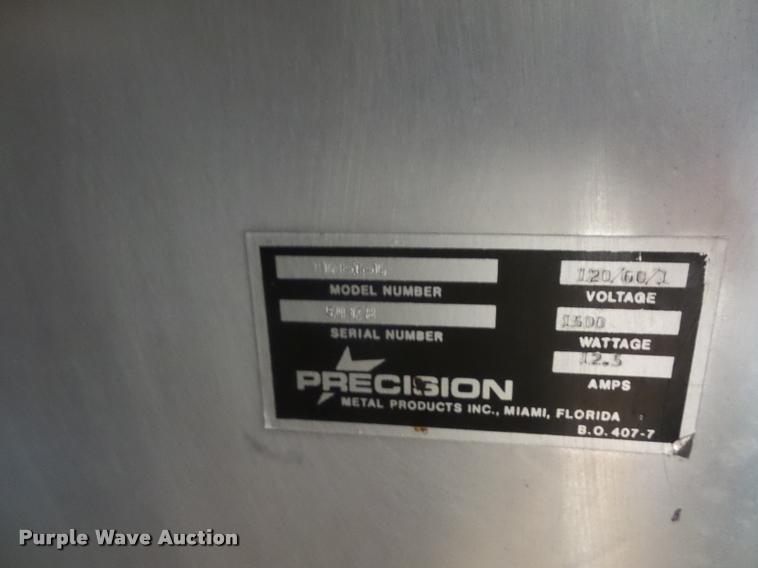 120/60/1
MODEL NUMBER
VOLTAGE
1500
SERIAL NUMBER
WATTAGE
12.5
AMPS
PRECISION
METAL PRODUCTS INC., MIAMI, FLORIDA
B.O. 407-7
Purple Wave Auction